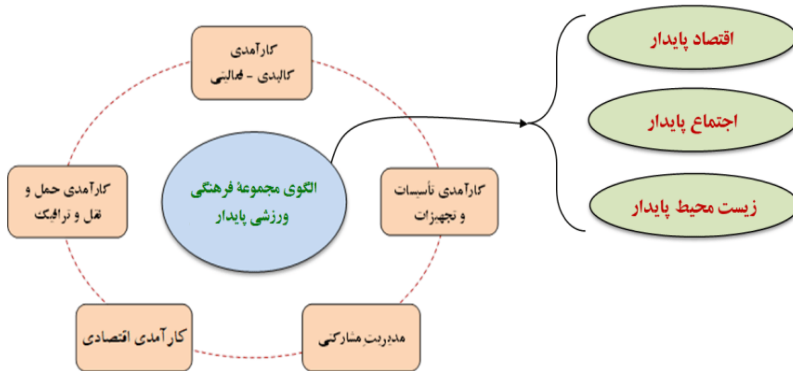 کارآمدی
کالبدی - فعالیتی
اقتصاد پایدار
اجتماع پایدار
زیست محیط پایدار
الگوی مجموعهٔ فرهنگی
ورزشی پایدار
کارآمدی تأسیسات
و تجهیزات
کارآمدی حمل و
نقل و ترافیک
مدیریتِ مشارکتی
کارآمدی اقتصادی